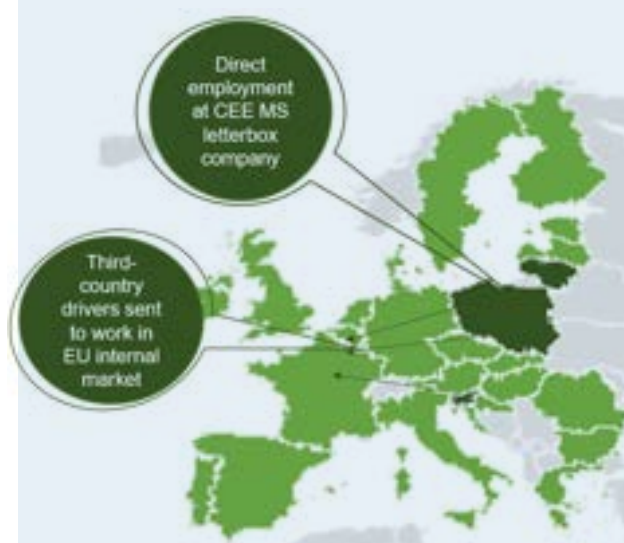 Direct
employment
at CEE MS
letterbox
company
Third-
country
drivers sent
to work in
EU internal
market